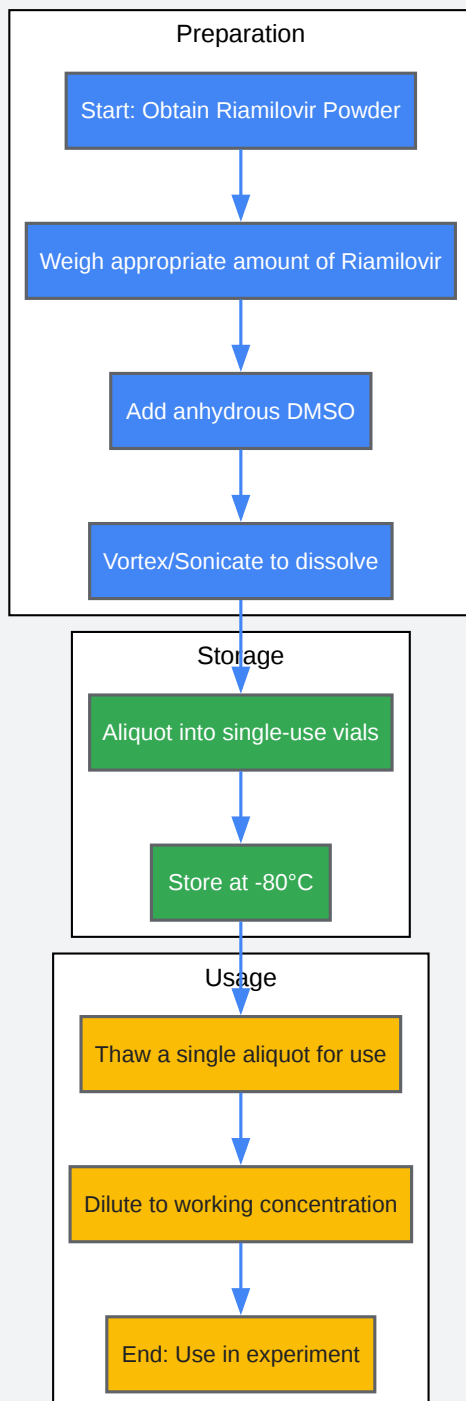 Preparation
Start: Obtain Riamilovir Powder
Weigh appropriate amount of Riamilovir
Add anhydrous DMSO
Vortex/Sonicate to dissolve
Storage
Aliquot into single-use vials
Store at -80°C
Usage
Thaw a single aliquot for use
Dilute to working concentration
End: Use in experiment